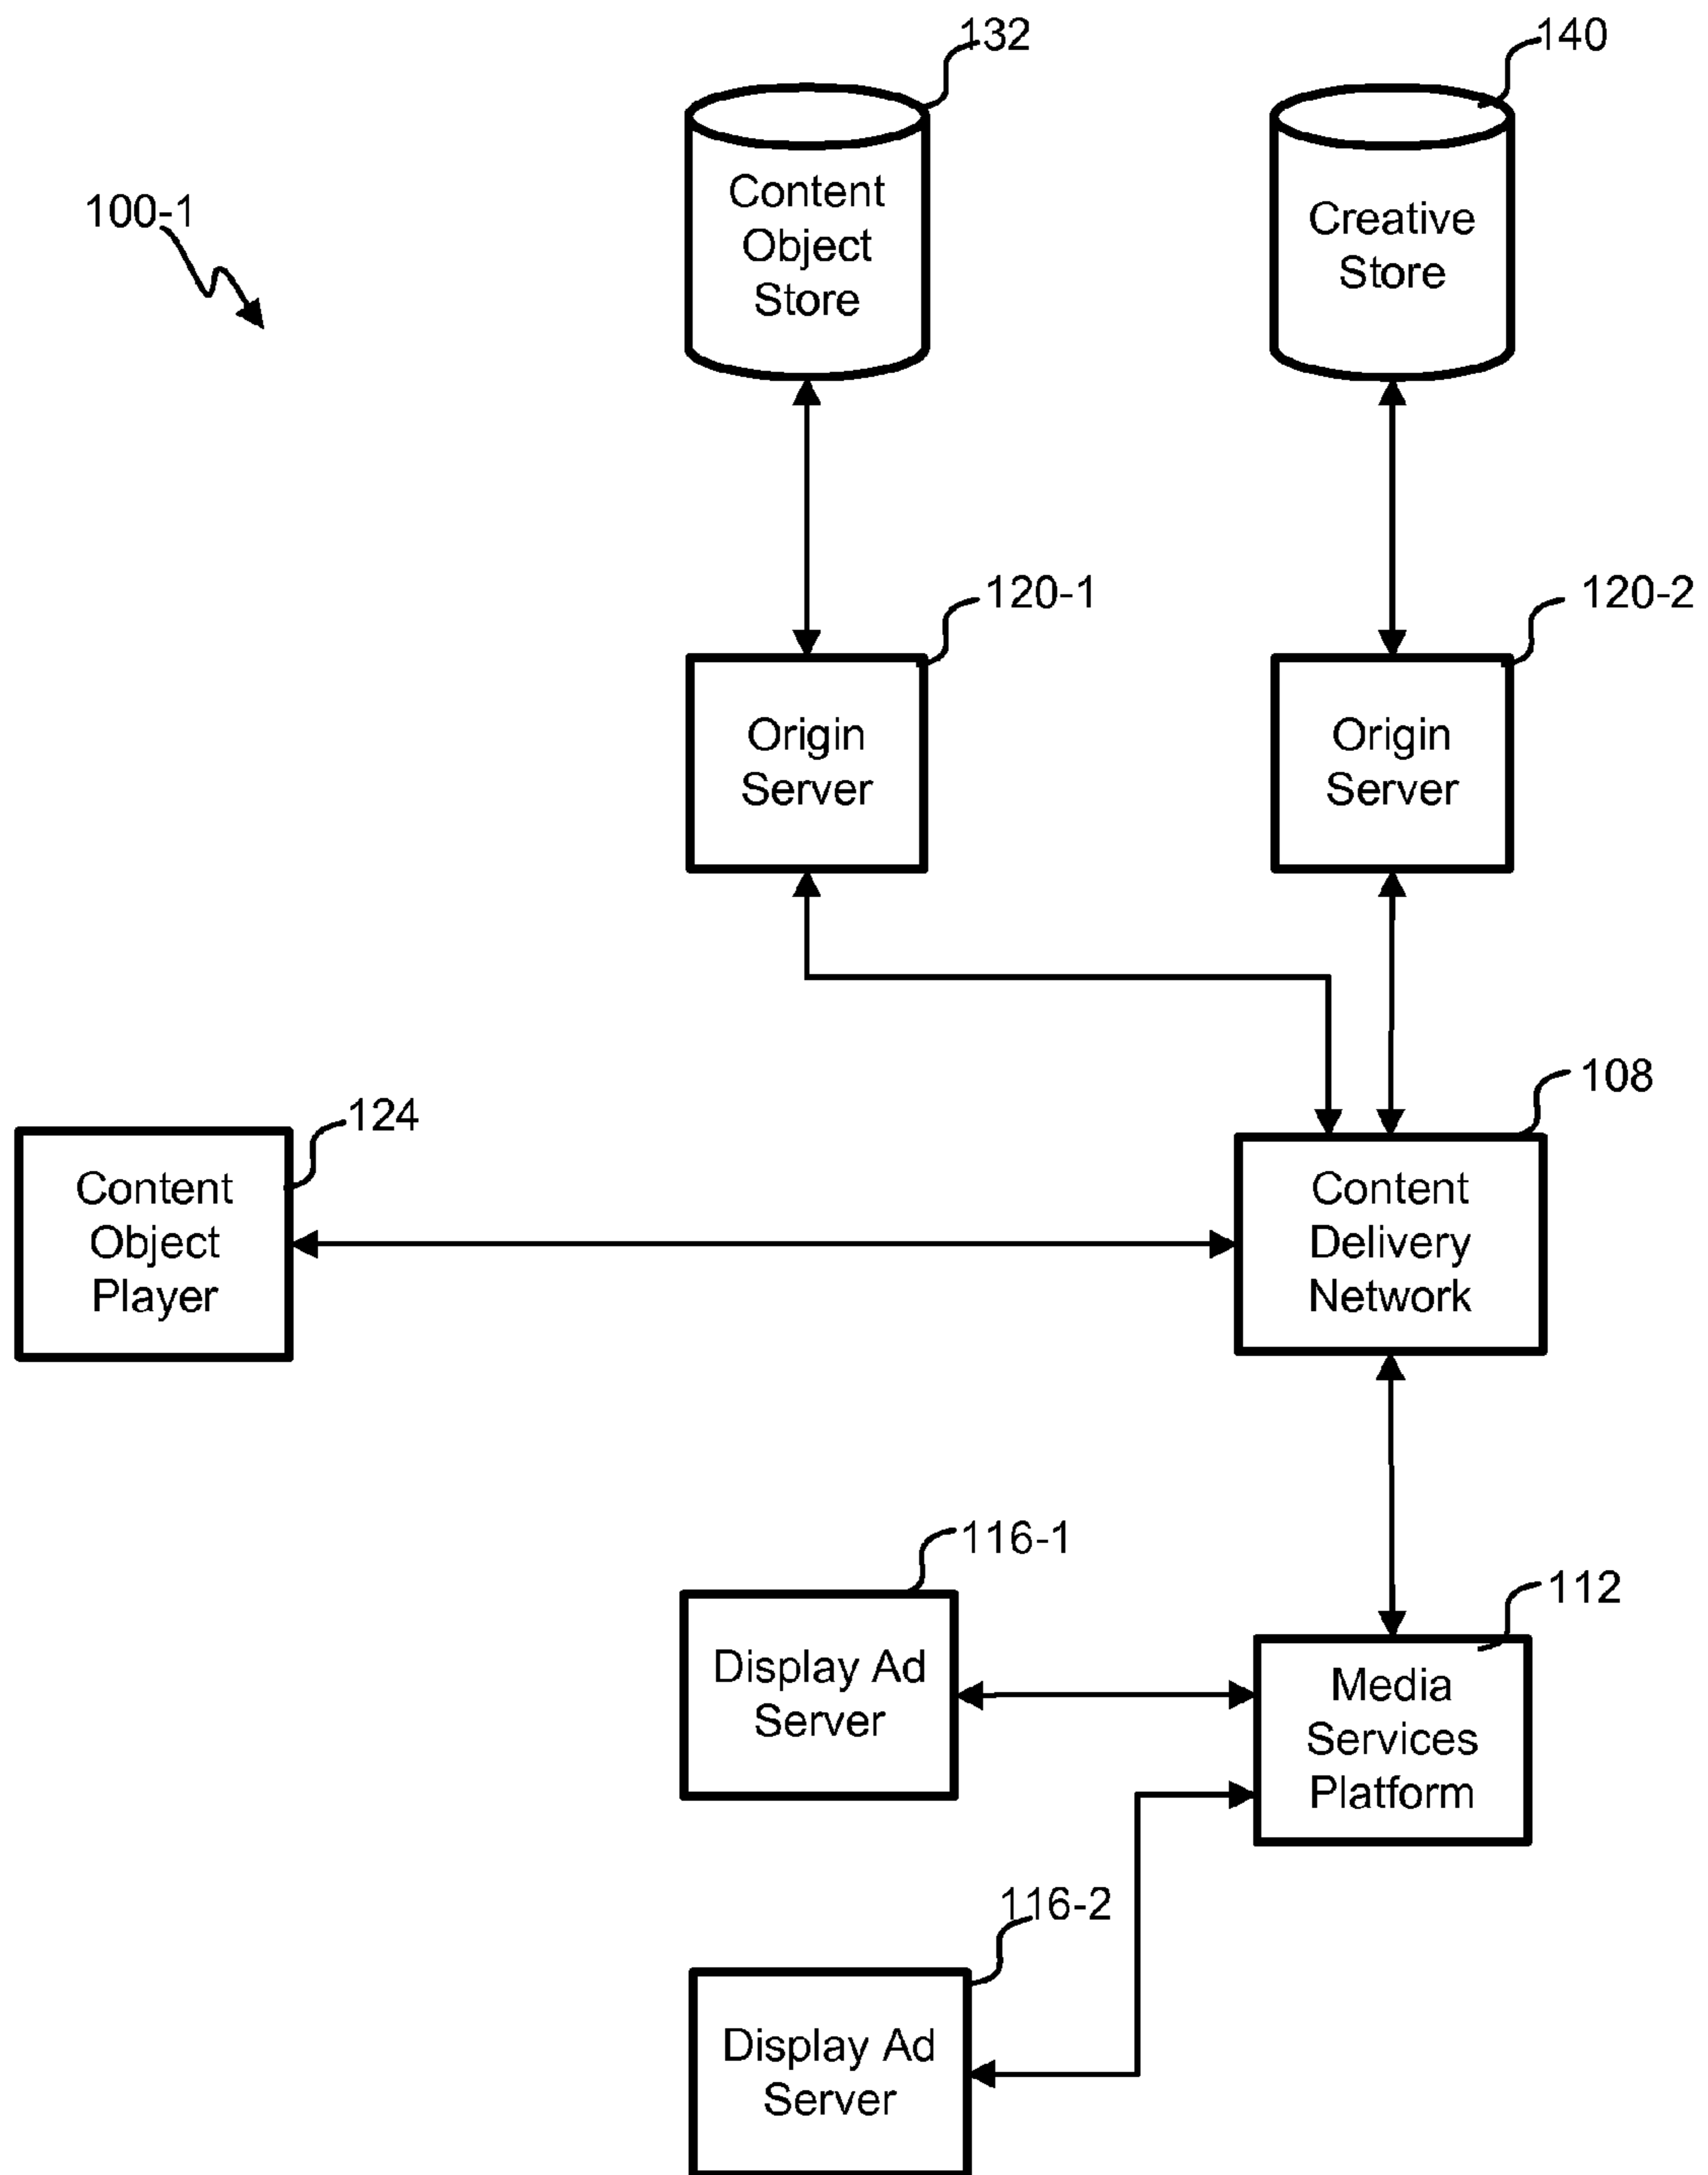 132
140
100-1
Content
Object
Store
Creative
Store
120-1
120-2
Origin
Server
Origin
Server
108
124
Content
Object
Player
Content
Delivery
Network
116-1
112
Display Ad
Server
Media
Services
Platform
116-2
Display Ad
Server